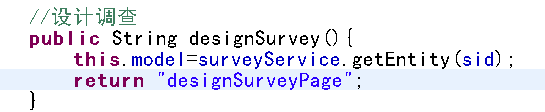 //设计调查
public String designSurvey(){
this.model=surveyService.getEntity(sid);
return "designSurveyPage";
}